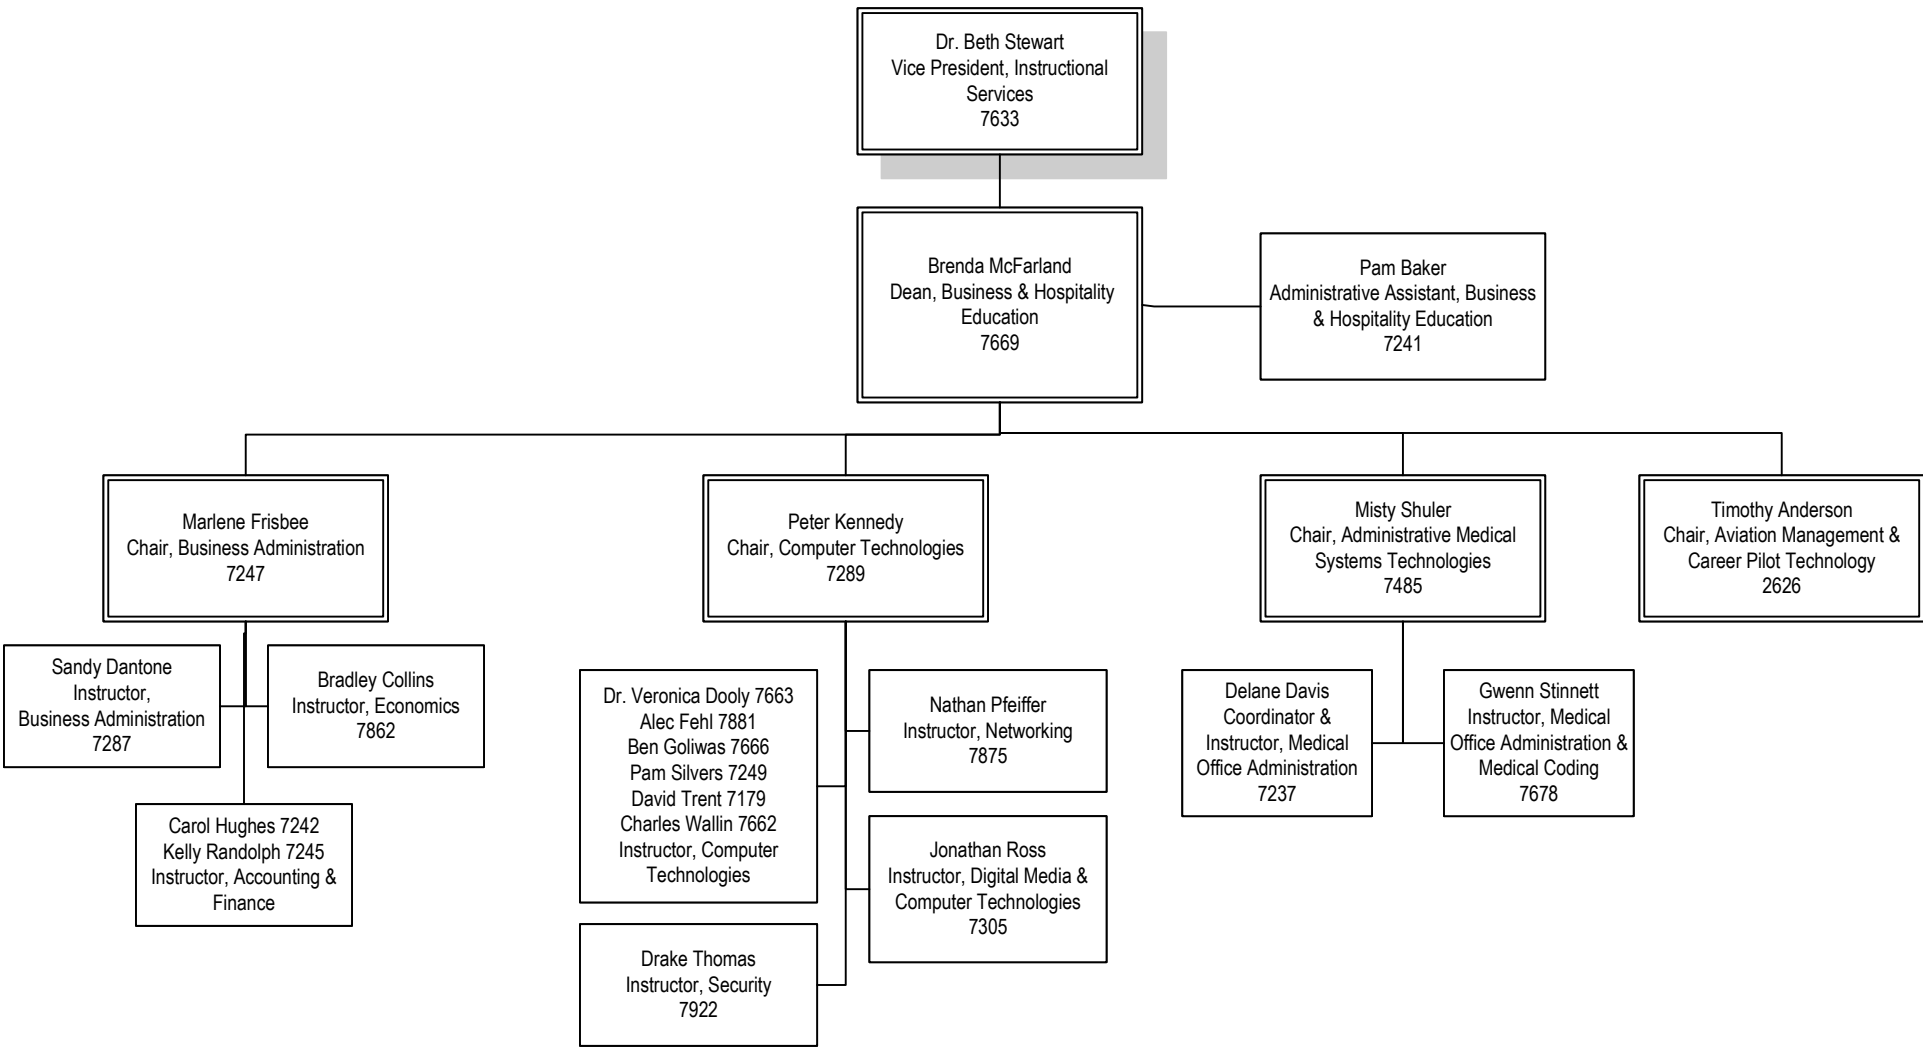 Dr. Beth Stewart
Vice President, Instructional
Services
7633
Brenda McFarland
Dean, Business & Hospitality
Education
7669
Pam Baker
Administrative Assistant, Business
& Hospitality Education
7241
Marlene Frisbee
Chair, Business Administration
7247
Peter Kennedy
Chair, Computer Technologies
7289
Misty Shuler
Chair, Administrative Medical
Systems Technologies
7485
Timothy Anderson
Chair, Aviation Management &
Career Pilot Technology
2626
Sandy Dantone
Instructor,
Business Administration
7287
Bradley Collins
Instructor, Economics
7862
Carol Hughes 7242
Kelly Randolph 7245
Instructor, Accounting &
Finance
Dr. Veronica Dooly 7663
Alec Fehl 7881
Ben Goliwas 7666
Pam Silvers 7249
David Trent 7179
Charles Wallin 7662
Instructor, Computer
Technologies
Nathan Pfeiffer
Instructor, Networking
7875
Jonathan Ross
Instructor, Digital Media &
Computer Technologies
7305
Drake Thomas
Instructor, Security
7922
Delane Davis
Coordinator &
Instructor, Medical
Office Administration
7237
Gwenn Stinnett
Instructor, Medical
Office Administration &
Medical Coding
7678